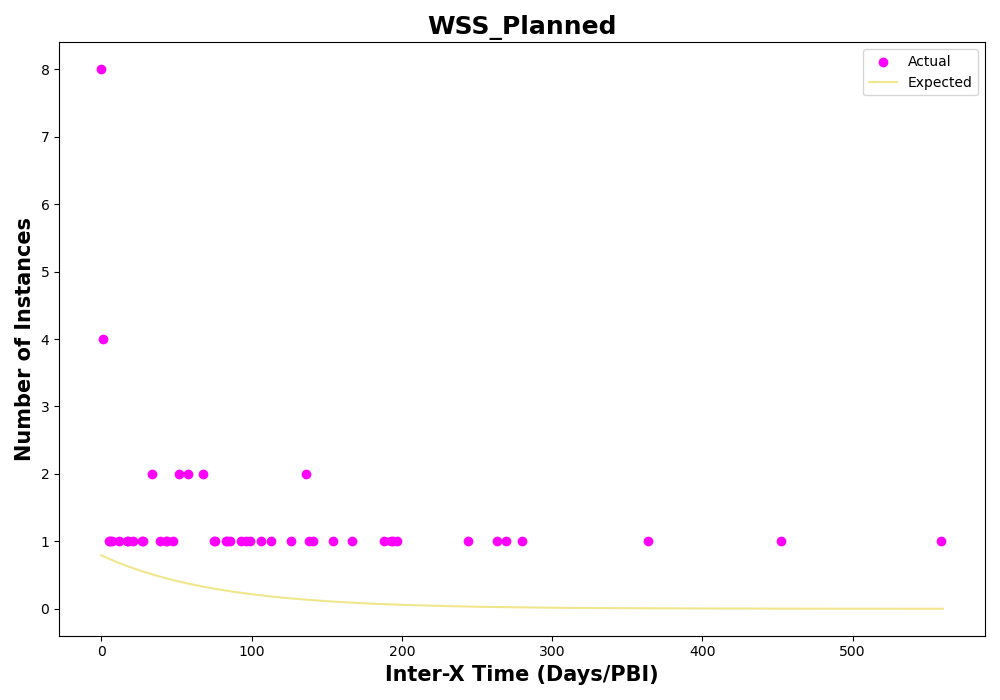 WSS_Planned
Actual
Expected
8
7
6
5
4
3
2
1
0
Number of Instances
0 100 200 300 400 500
Inter-X Time (Days/PBI)